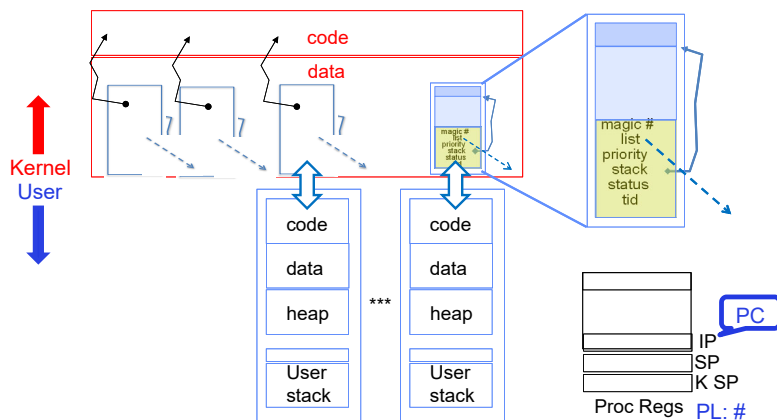 code
data
magic #
list
priority
stack
status
magic #
list
priority
stack
status
tid
Kernel
User
code
data
heap
User
stack
***
code
data
heap
User
stack
PC
IP
SP
K SP
Proc Regs
PL: #